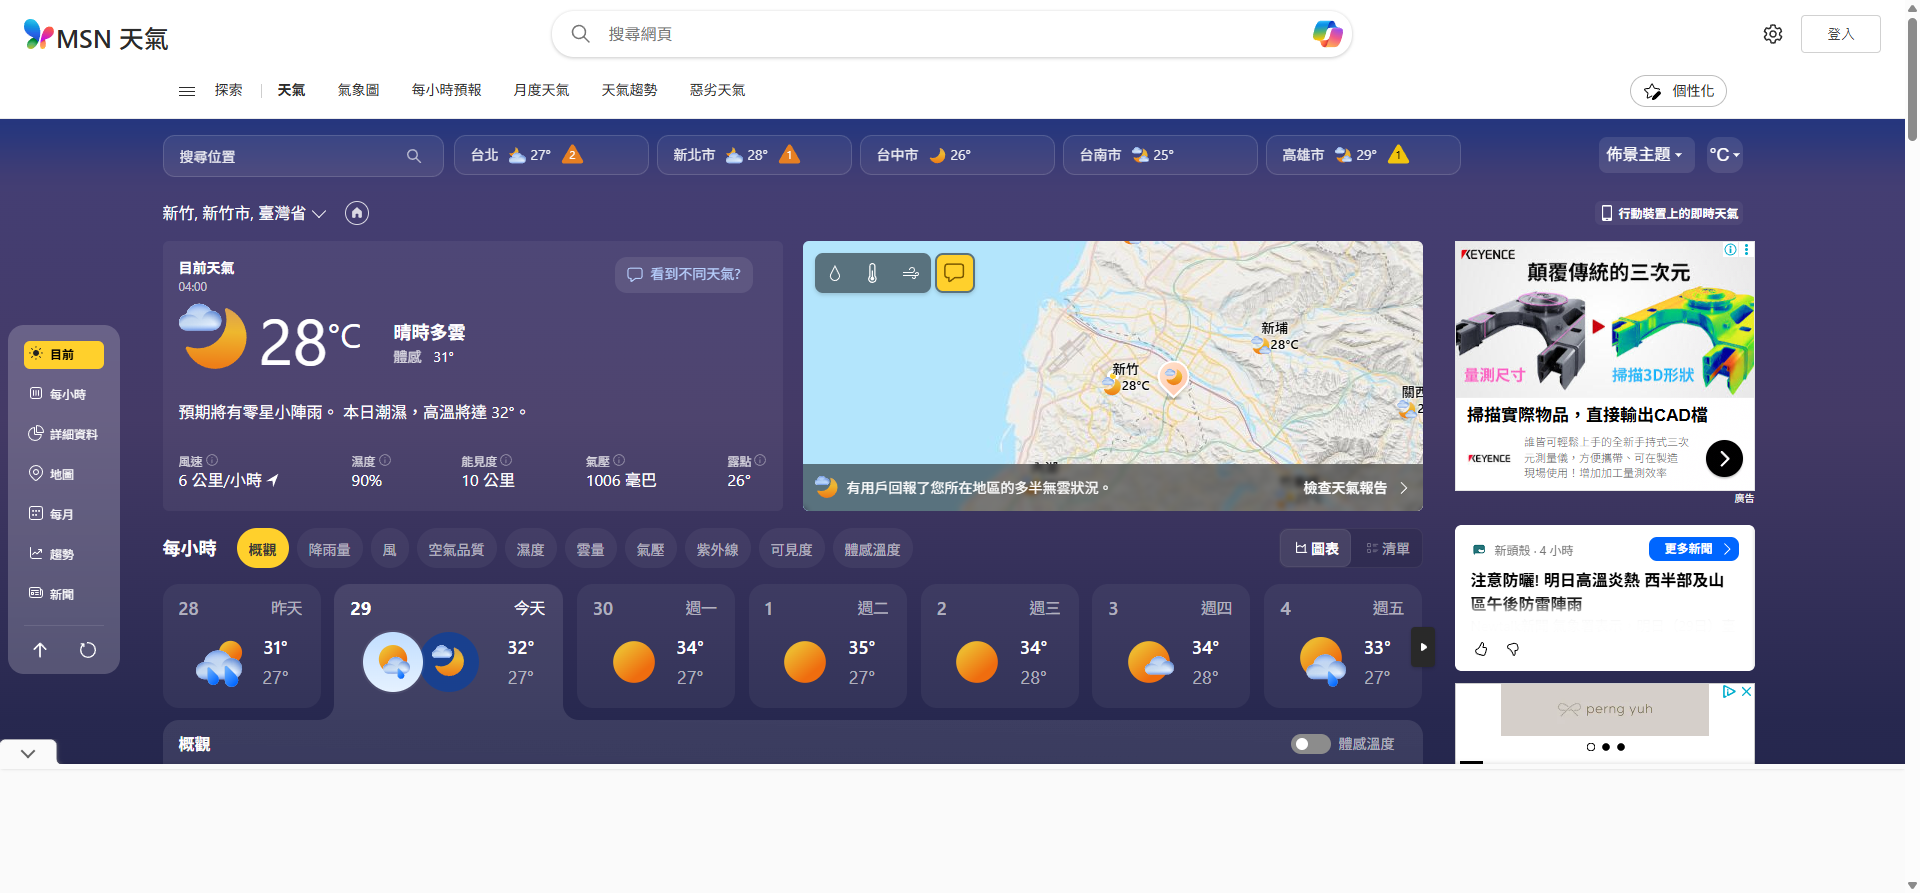 MSN 天氣
搜尋網頁
登入
探索
天氣
氣象圖
每小時預報
月度天氣
天氣趨勢
惡劣天氣
個性化
搜尋位置
台北 27° 2
新北市 28° 1
台中市 26°
台南市 25°
高雄市 29° 1
佈景主題
°C
新竹, 新竹市, 臺灣省
行動裝置上的即時天氣
目前天氣
04:00
看到不同天氣?
28°C
晴時多雲
體感 31°
預期將有零星小陣雨。 本日潮濕，高溫將達 32°。
風速
6 公里/小時
濕度
90%
能見度
10 公里
氣壓
1006 毫巴
露點
26°
新埔
28°C
新竹
28°C
關西
有用戶回報了您所在地區的多半無雲狀況。
檢查天氣報告
KEYENCE
顛覆傳統的三次元
量測尺寸
掃描3D形狀
掃描實際物品，直接輸出CAD檔
KEYENCE
誰皆可輕鬆上手的全新手持式三次
元測量儀，方便攜帶、可在製造
現場使用！增加加工量測效率
廣告
目前
每小時
詳細資料
地圖
每月
趨勢
新聞
每小時
概觀
降雨量
風
空氣品質
濕度
雲量
氣壓
紫外線
可見度
體感溫度
圖表
清單
28 昨天
31°
27°
29 今天
32°
27°
30 週一
34°
27°
1 週二
35°
27°
2 週三
34°
28°
3 週四
34°
28°
4 週五
33°
27°
概觀
體感溫度
新頭殼 · 4 小時
更多新聞
注意防曬! 明日高溫炎熱 西半部及山
區午後防雷陣雨
perng yuh